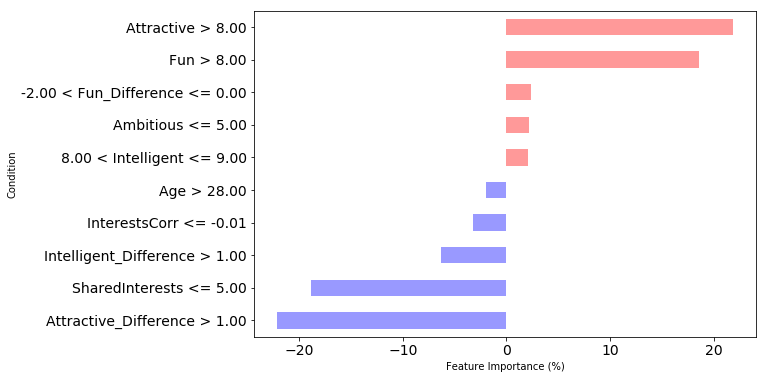 Attractive > 8.00
Fun > 8.00
-2.00 < Fun_Difference <= 0.00
Ambitious <= 5.00
8.00 < Intelligent <= 9.00
Age > 28.00
InterestsCorr <= -0.01
Intelligent_Difference > 1.00
SharedInterests <= 5.00
Attractive_Difference > 1.00
Condition
−20 −10 0 10 20
Feature Importance (%)